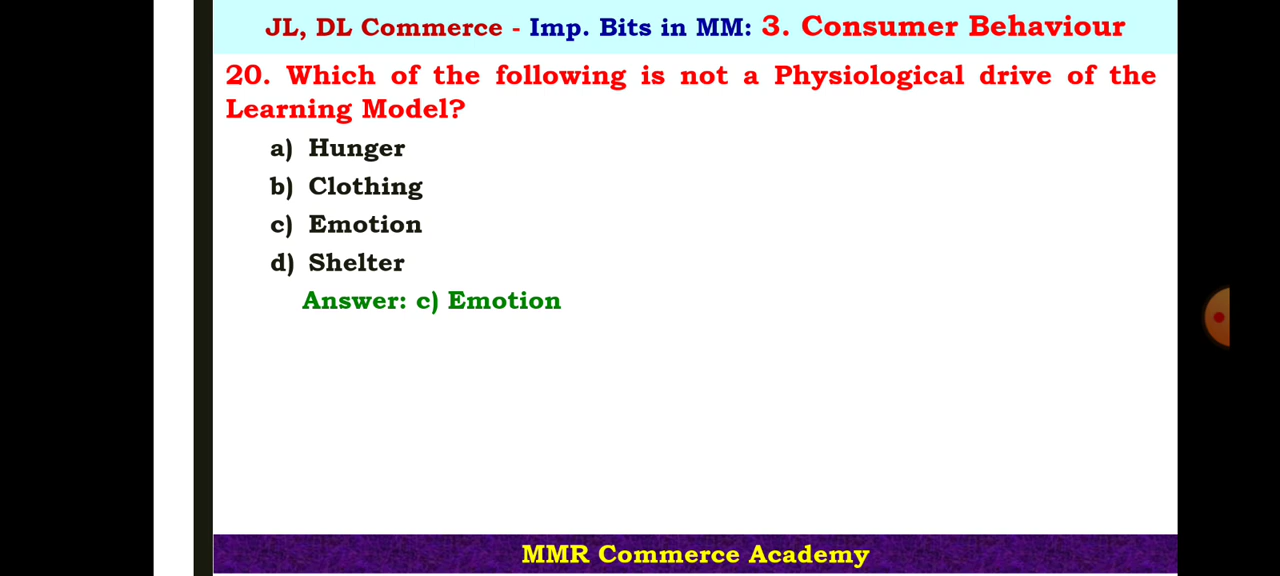 JL, DL Commerce - Imp. Bits in MM: 3. Consumer Behaviour
20. Which of the following is not a Physiological drive of the
Learning Model?
a) Hunger
b) Clothing
c) Emotion
d) Shelter
Answer: c) Emotion
MMR Commerce Academy